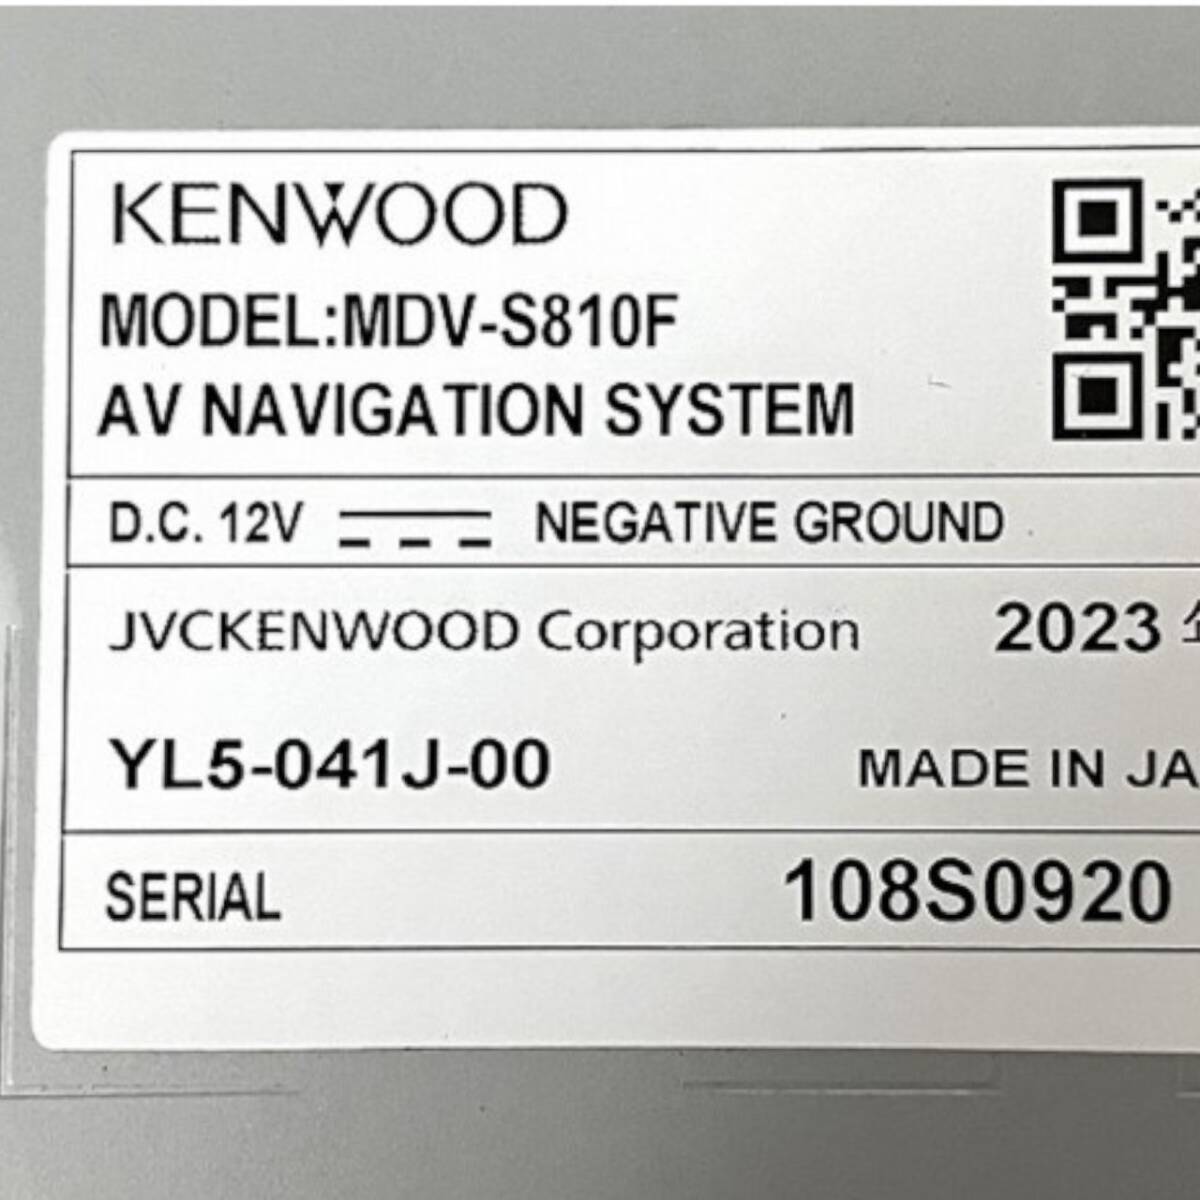 KENWOOD
MODEL:MDV-S810F
AV NAVIGATION SYSTEM
D.C. 12V NEGATIVE GROUND
JVCKENWOOD Corporation 2023
YL5-041J-00 MADE IN JA
SERIAL 108S0920